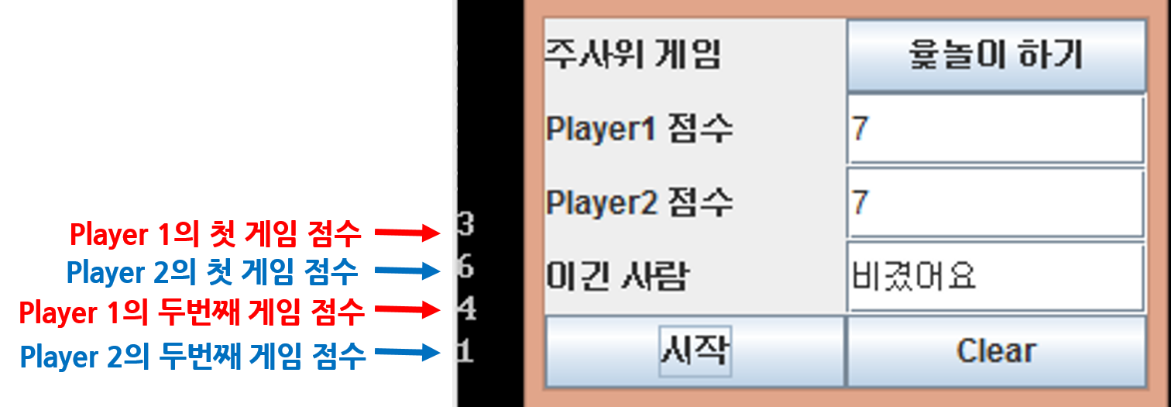 주사위 게임
윷놀이 하기
Player1 점수
7
Player2 점수
7
이긴 사람
비겼어요
시작
Clear
Player 1의 첫 게임 점수
3
Player 2의 첫 게임 점수
6
Player 1의 두번째 게임 점수
4
Player 2의 두번째 게임 점수
1